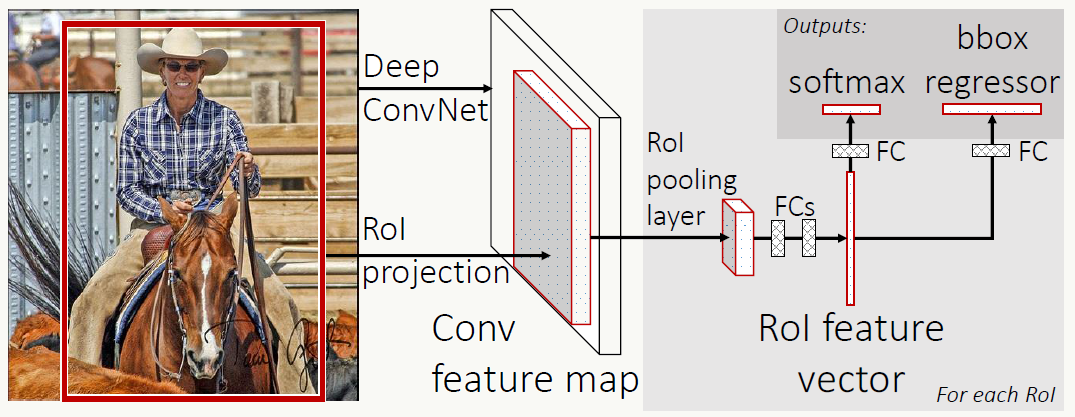 Deep
ConvNet
RoI
projection
Conv
feature map
RoI
pooling
layer
FCs
RoI feature
vector
For each RoI
Outputs:
softmax
bbox
regressor
FC
FC